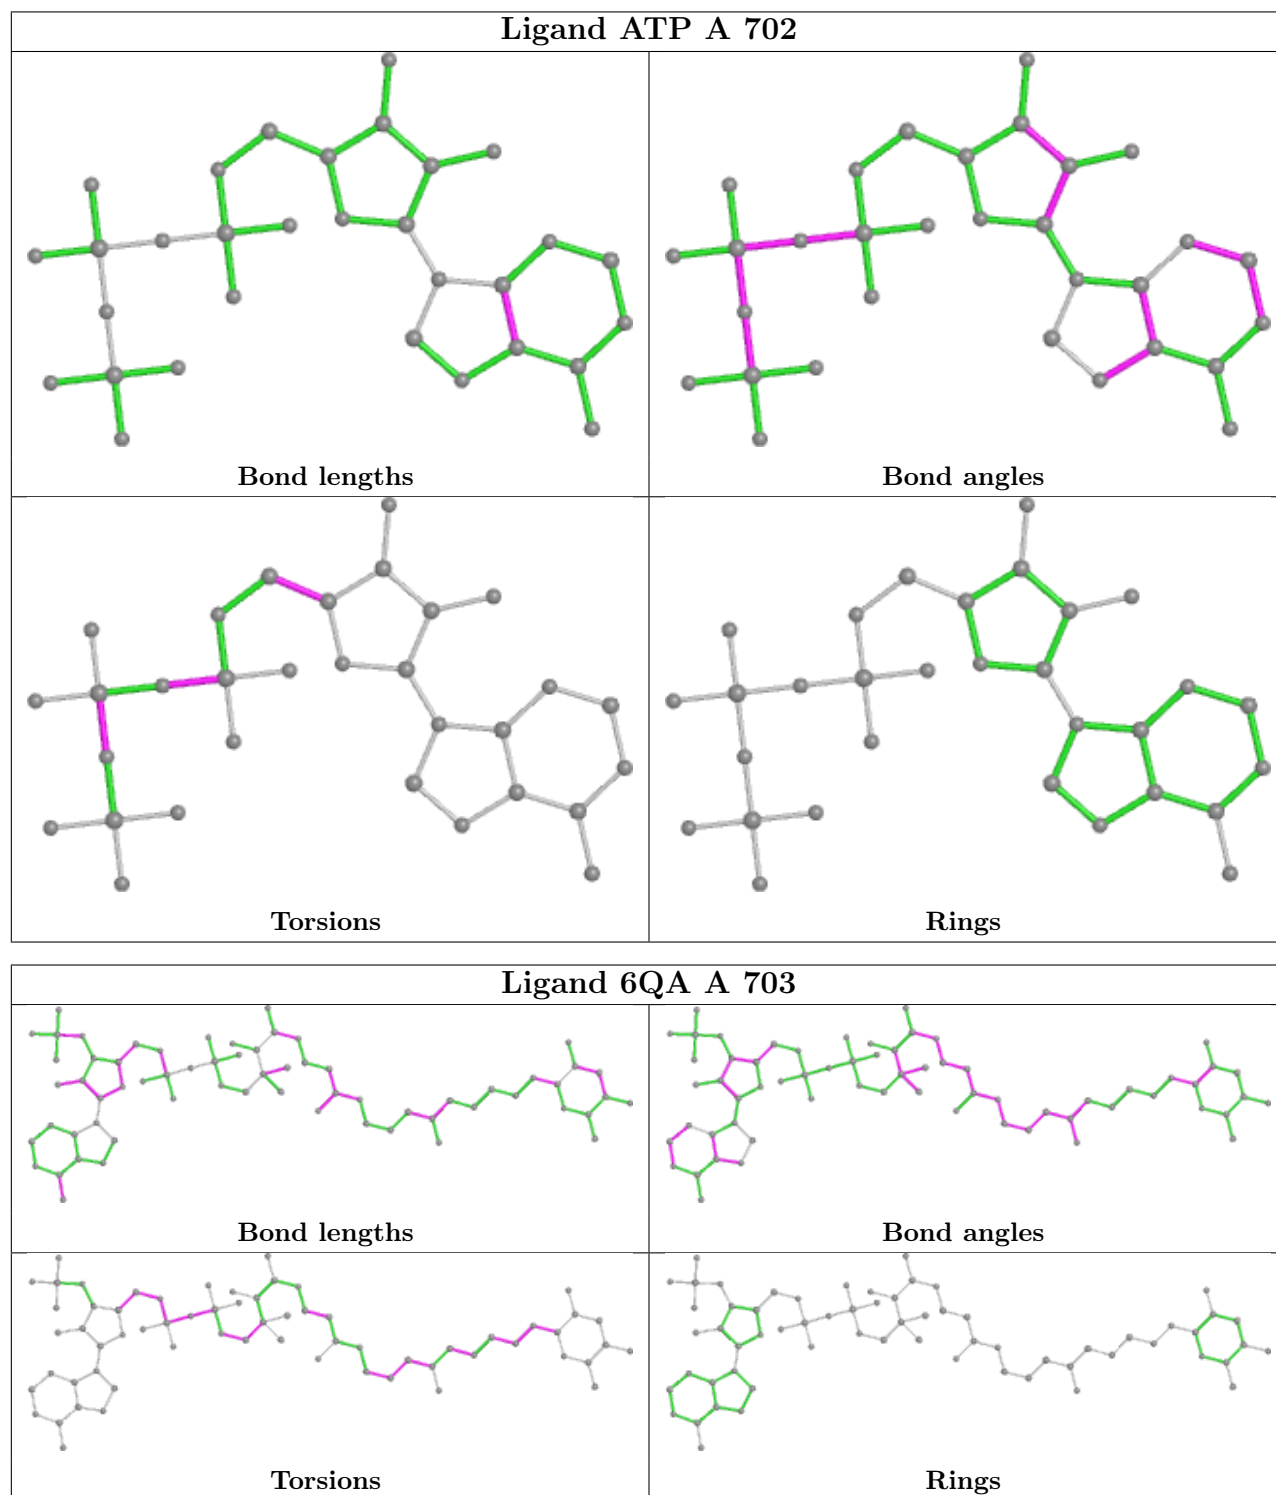 Ligand ATP A 702
Bond lengths
Bond angles
Torsions
Rings
Ligand 6QA A 703
Bond lengths
Bond angles
Torsions
Rings